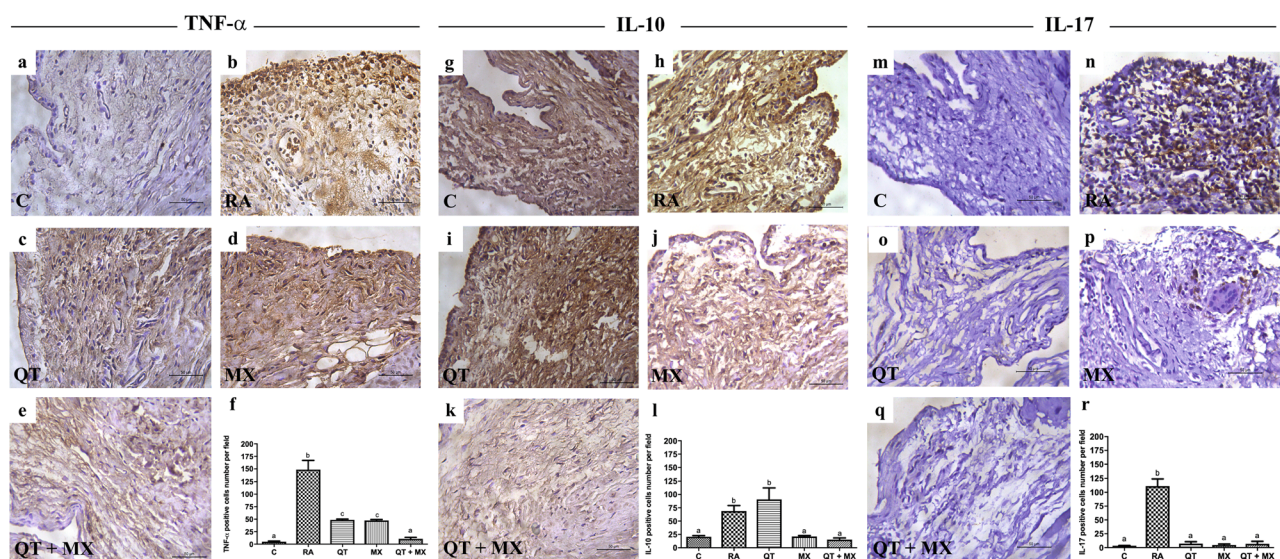 TNF-α
IL-10
IL-17
a
C
b
RA
c
QT
d
MX
e
QT + MX
f
TNF-α positive cells number per field
200
175
150
125
100
75
50
25
0
a
b
c
c
a
C
RA
QT
MX
QT + MX
g
C
h
RA
i
QT
j
MX
k
QT + MX
l
IL-10 positive cells number per field
200
175
150
125
100
75
50
25
0
a
b
b
a
a
C
RA
QT
MX
QT + MX
m
C
n
RA
o
QT
p
MX
q
QT + MX
r
IL-17 positive cells number per field
200
175
150
125
100
75
50
25
0
a
b
a
a
a
C
RA
QT
MX
QT + MX